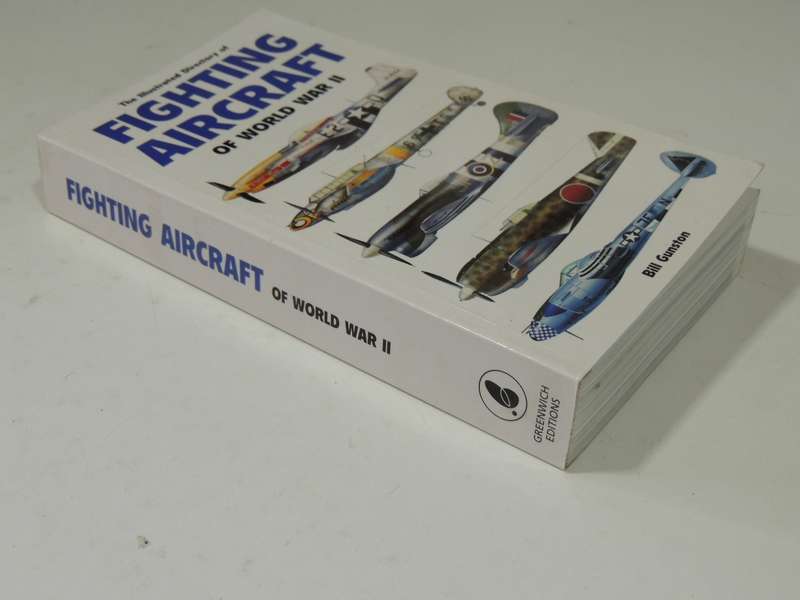 The Illustrated Directory of
FIGHTING
AIRCRAFT
OF WORLD WAR II
Bill Gunston
FIGHTING AIRCRAFT OF WORLD WAR II
GREENWICH
EDITIONS